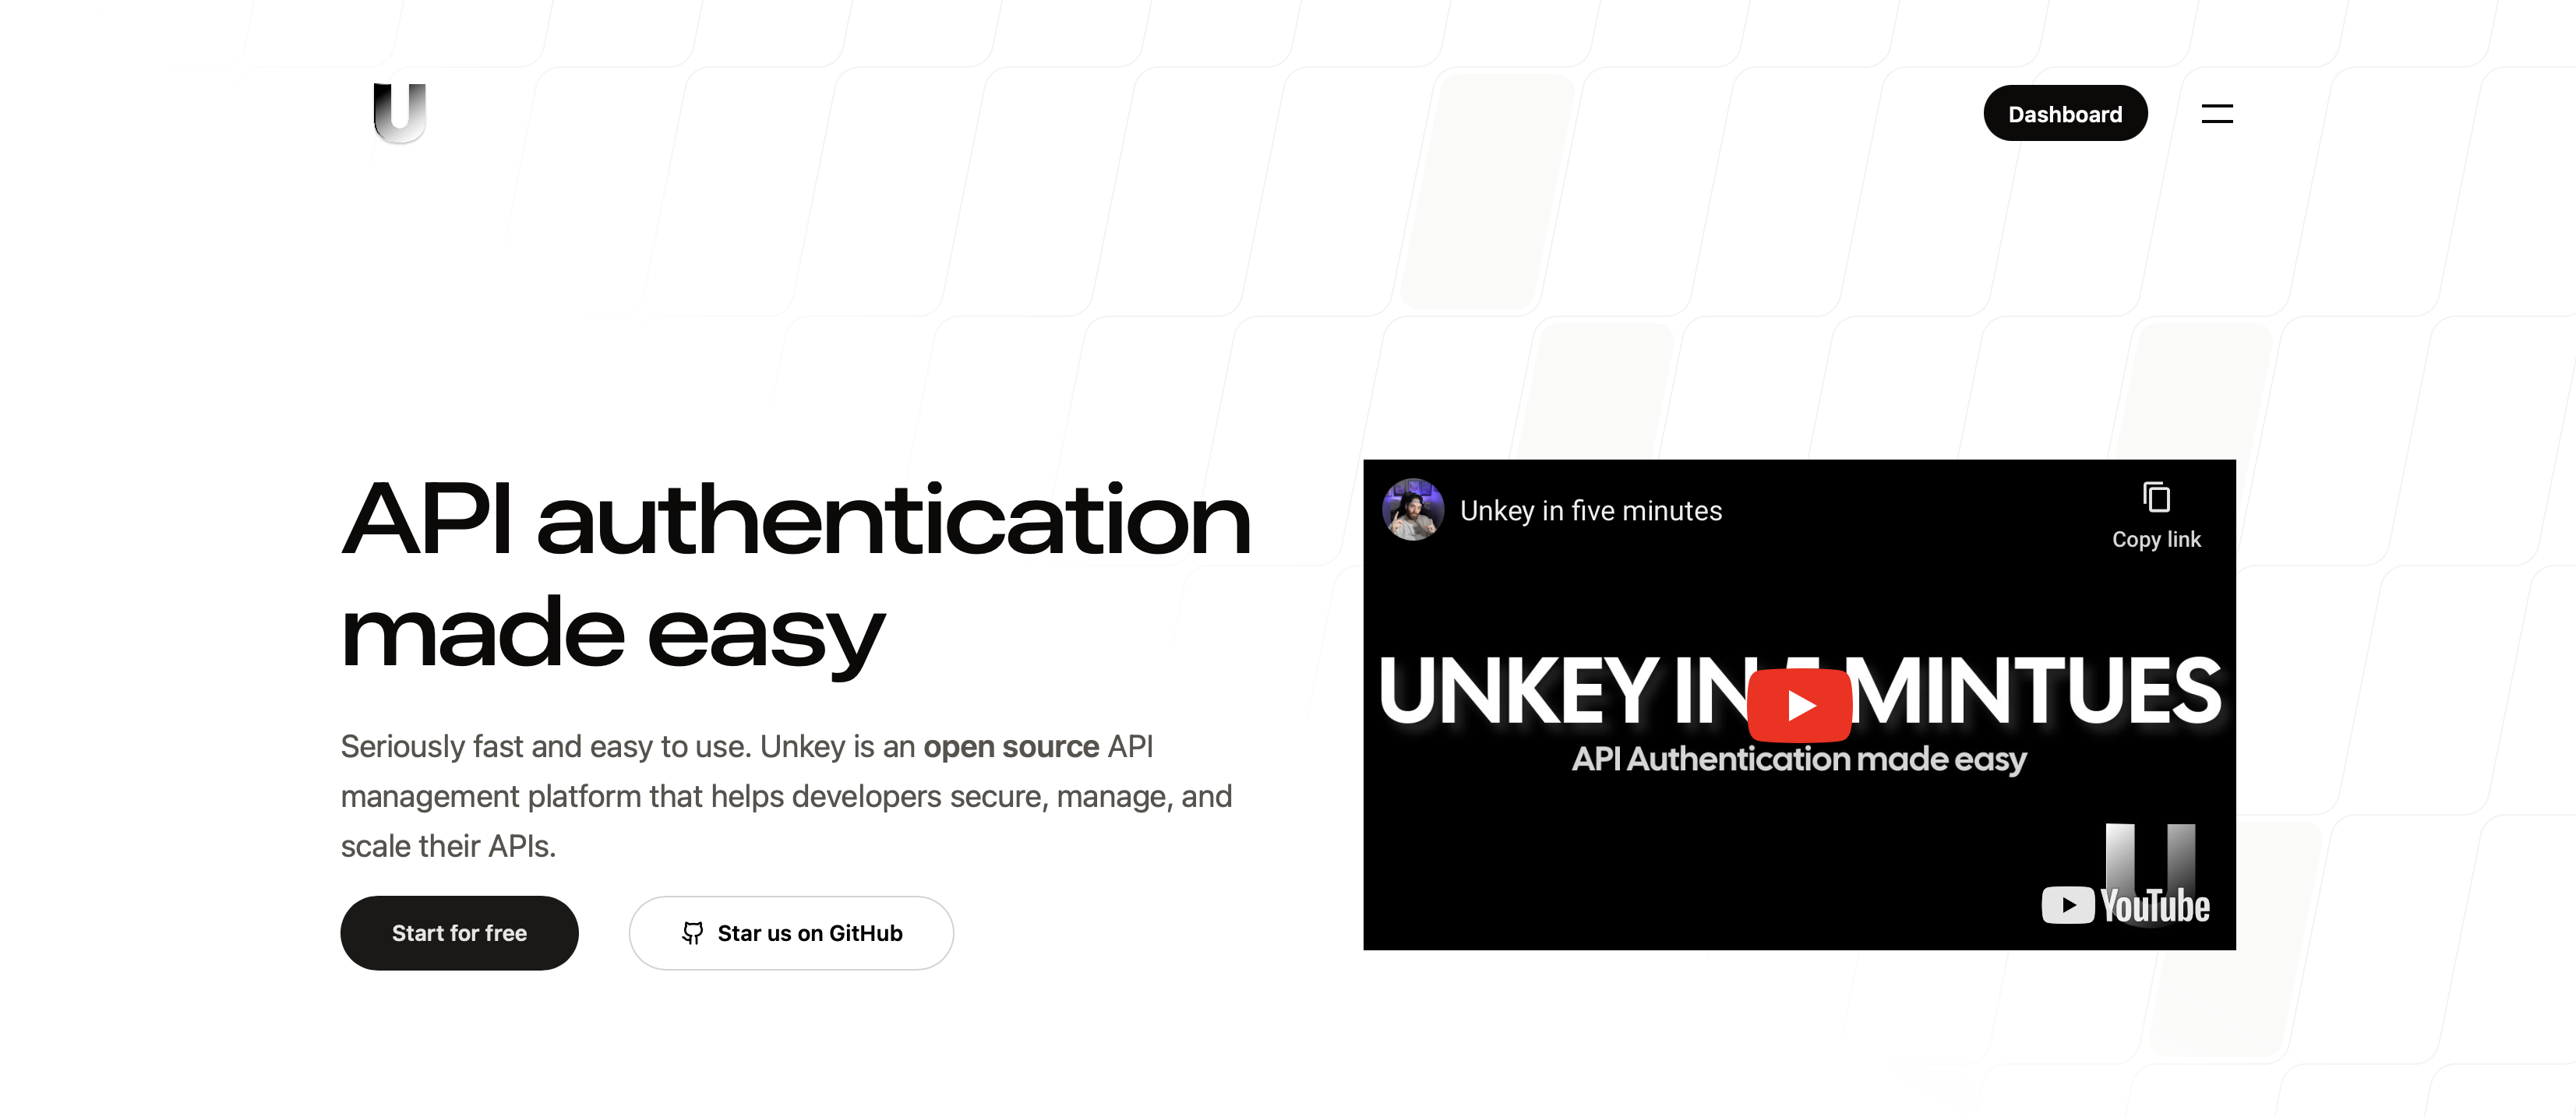 U
Dashboard
API authentication
made easy
Seriously fast and easy to use. Unkey is an open source API
management platform that helps developers secure, manage, and
scale their APIs.
Start for free
Star us on GitHub
Unkey in five minutes
Copy link
UNKEY IN MINTUES
API Authentication made easy
U
YouTube